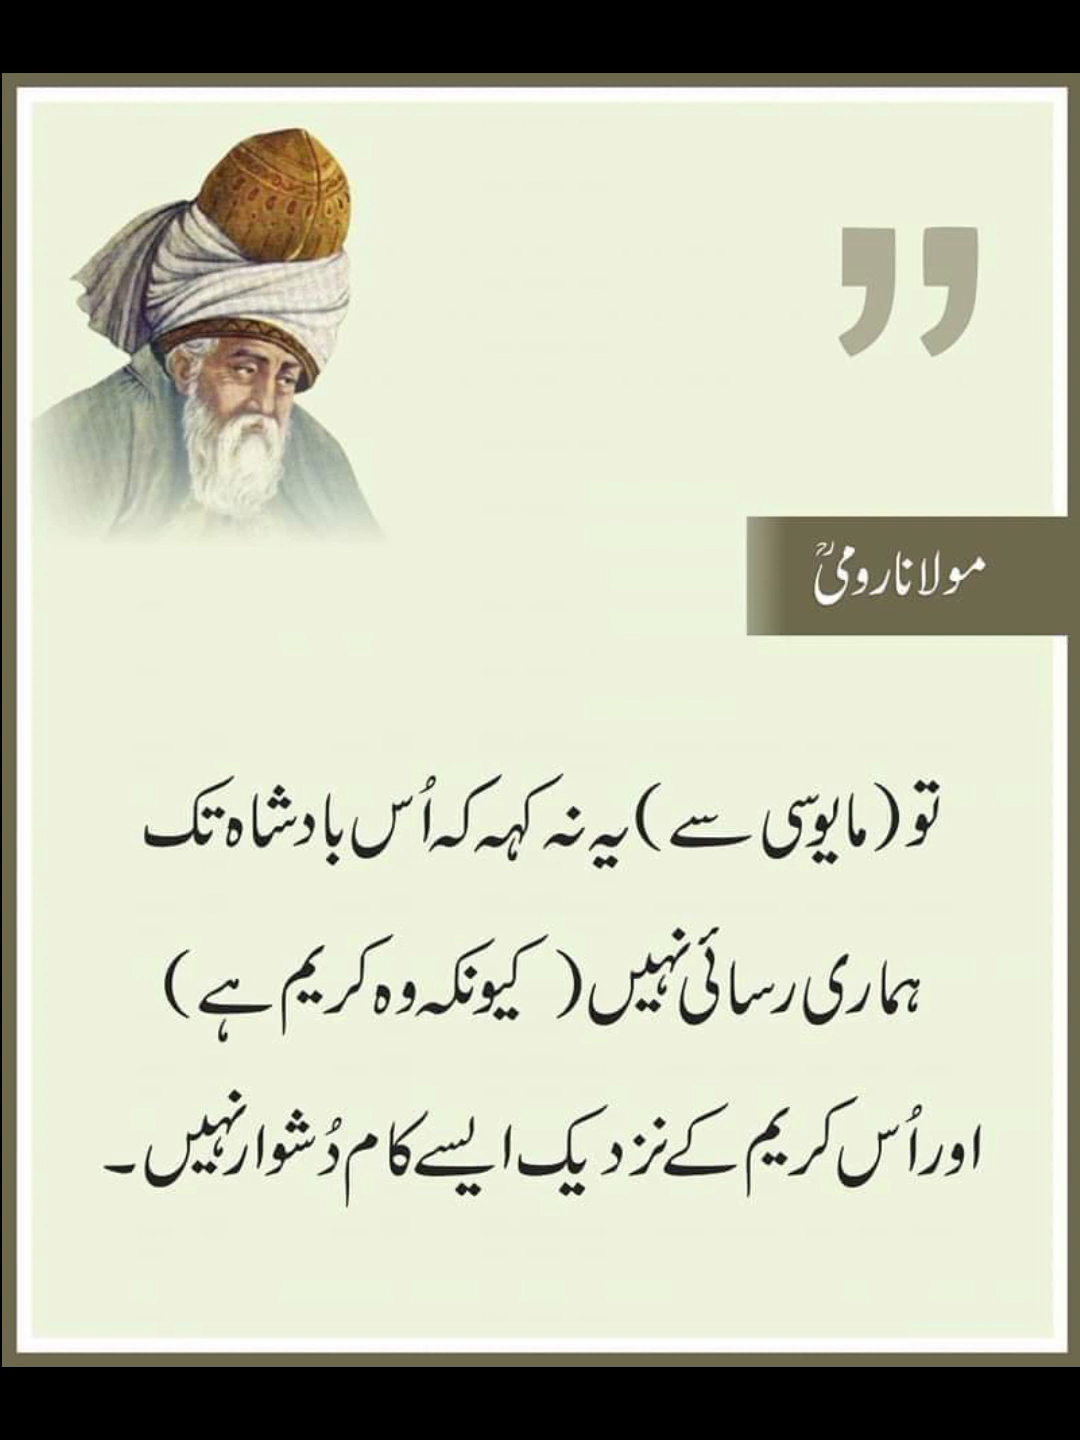 ”
مولانا رومیؒ
تو (مایوسی سے) یہ نہ کہہ کہ اُس بادشاہ تک
ہماری رسائی نہیں ( کیونکہ وہ کریم ہے)
اور اُس کریم کے نزدیک ایسے کام دُشوار نہیں۔